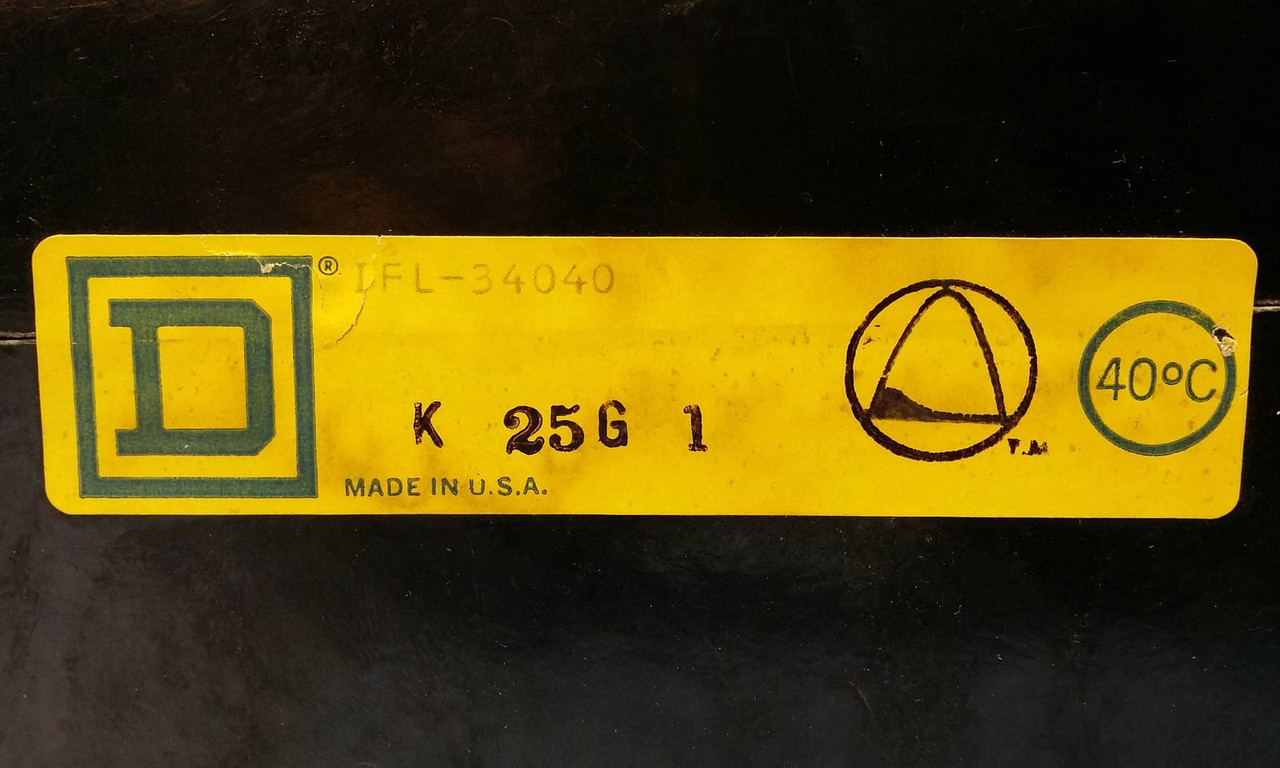 D ® IFL-34040
K 25G 1
T.M
40°C
MADE IN U.S.A.